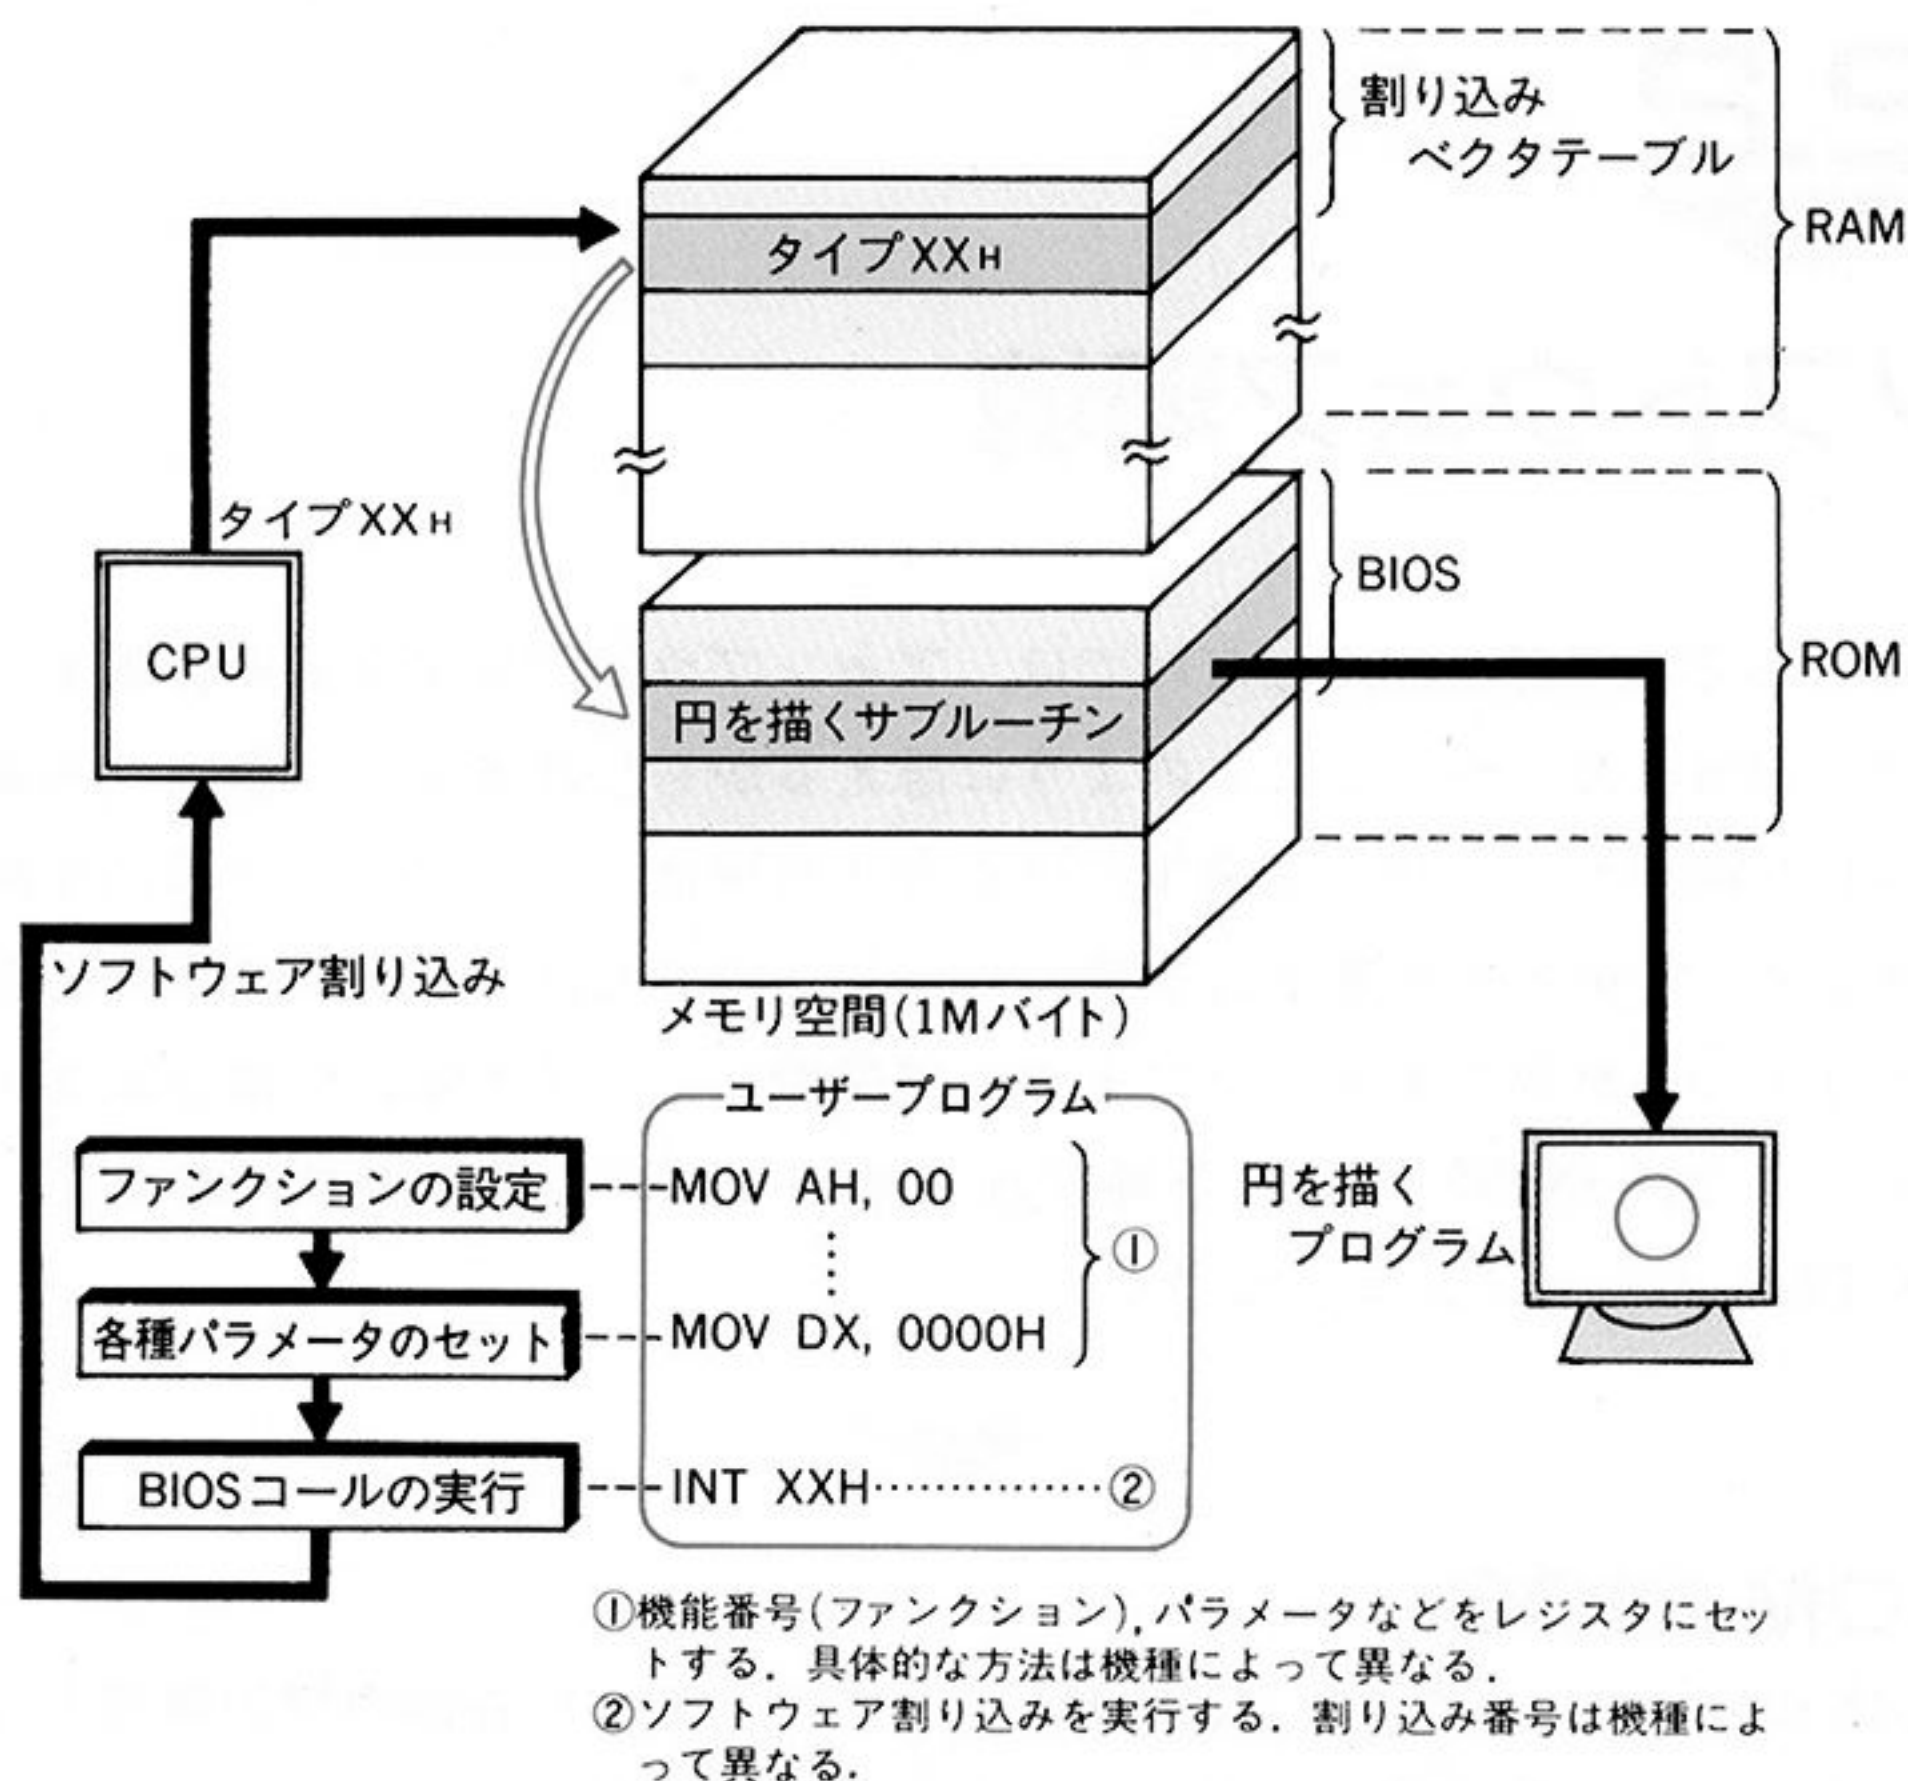 割り込み
ベクタテーブル
RAM
タイプXXH
タイプXXH
BIOS
CPU
ROM
円を描くサブルーチン
ソフトウェア割り込み
メモリ空間(1Mバイト)
ユーザープログラム
ファンクションの設定
MOV AH, 00
円を描く
プログラム
①
各種パラメータのセット
MOV DX, 0000H
BIOSコールの実行
INT XXH……………②
①機能番号(ファンクション),パラメータなどをレジスタにセッ
トする.具体的な方法は機種によって異なる.
②ソフトウェア割り込みを実行する.割り込み番号は機種によ
って異なる.